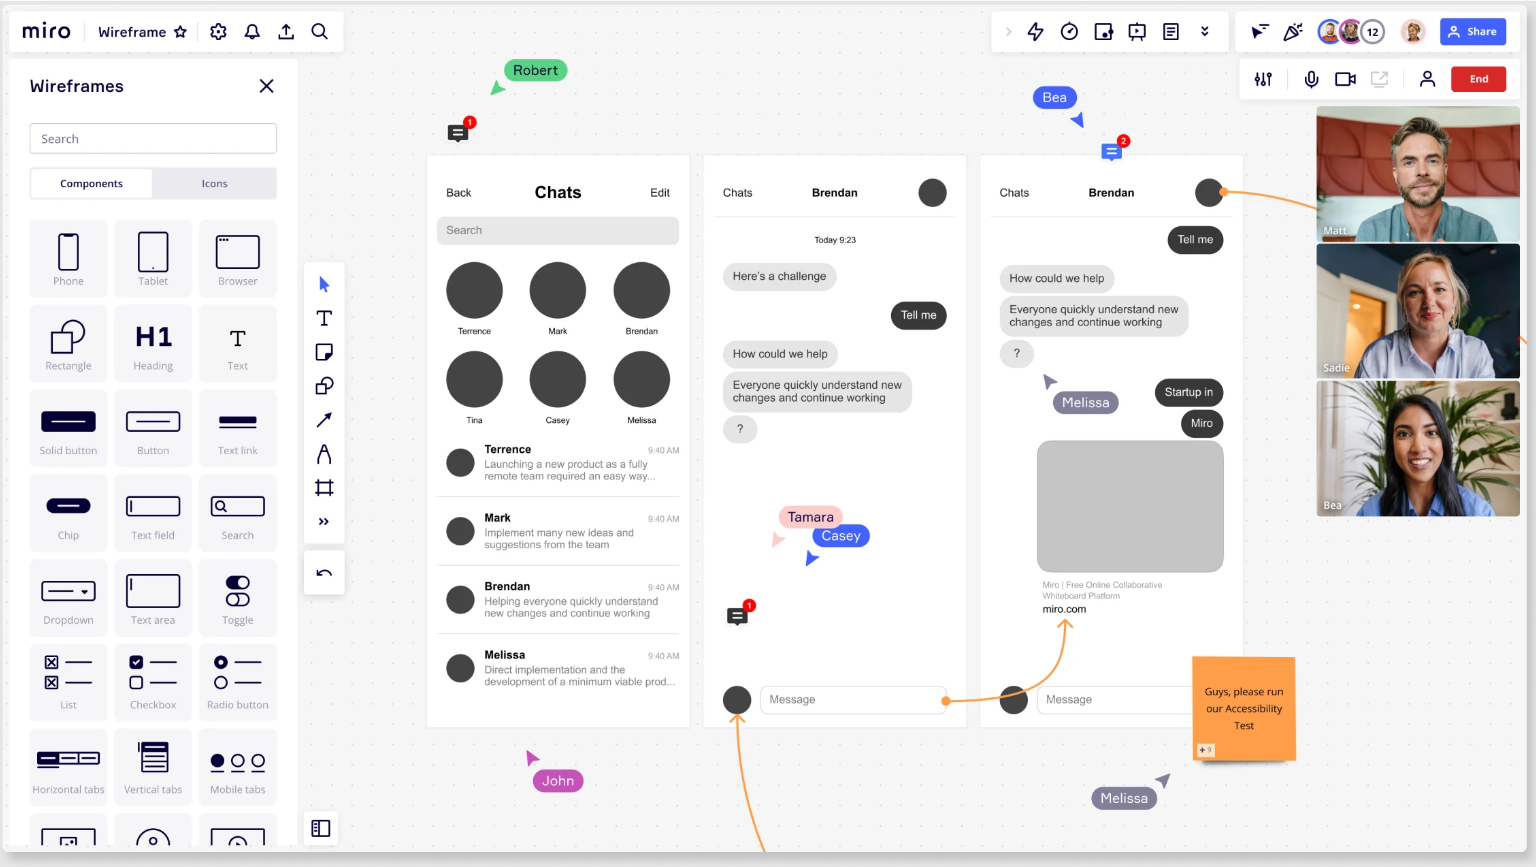 miro
Wireframe
12
Share
End
Wireframes
Search
Components
Icons
Phone
Tablet
Browser
H1
T
Rectangle
Heading
Text
Solid button
Button
Text link
Chip
Text field
Search
Dropdown
Text area
Toggle
List
Checkbox
Radio button
Horizontal tabs
Vertical tabs
Mobile tabs
Robert
1
Back
Chats
Edit
Search
Terrence
Mark
Brendan
Tina
Casey
Melissa
Terrence
9:40 AM
Launching a new product as a fully
remote team required an easy way...
Mark
9:40 AM
Implement many new ideas and
suggestions from the team
Brendan
9:40 AM
Helping everyone quickly understand
new changes and continue working
Melissa
9:40 AM
Direct implementation and the
development of a minimum viable prod...
John
Chats
Brendan
Today 9:23
Here's a challenge
Tell me
How could we help
Everyone quickly understand new
changes and continue working
?
Tamara
Casey
1
Message
Bea
2
Chats
Brendan
Tell me
How could we help
Everyone quickly understand new
changes and continue working
?
Melissa
Startup in
Miro
Miro | Free Online Collaborative
Whiteboard Platform
miro.com
Message
Guys, please run
our Accessibility
Test
+ 9
Melissa
Matt
Sadie
Bea